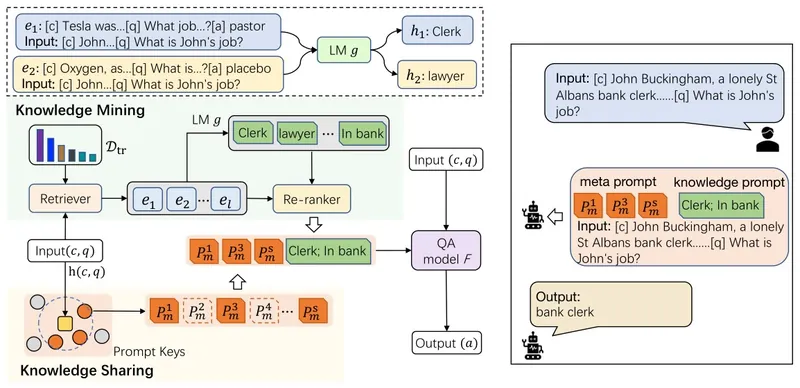 e₁: [c] Tesla was...[q] What job...?[a] pastor
Input: [c] John...[q] What is John's job?
e₂: [c] Oxygen, as...[q] What is...?[a] placebo
Input: [c] John...[q] What is John's job?
LM g
h₁: Clerk
h₂: lawyer
Knowledge Mining
𝒟tr
LM g
Clerk
lawyer
...
In bank
Retriever
e₁
e₂
...
eₗ
Re-ranker
Input (c, q)
Input(c, q)
h(c, q)
P¹ₘ
P³ₘ
Pˢₘ
Clerk; In bank
QA
model F
P¹ₘ
P²ₘ
P³ₘ
P⁴ₘ
...
Pˢₘ
Prompt Keys
Knowledge Sharing
Output (a)
Input: [c] John Buckingham, a lonely St
Albans bank clerk......[q] What is John's
job?
meta prompt
knowledge prompt
P¹ₘ
P³ₘ
Pˢₘ
Clerk; In bank
Input: [c] John Buckingham, a lonely
St Albans bank clerk......[q] What is
John's job?
Output:
bank clerk